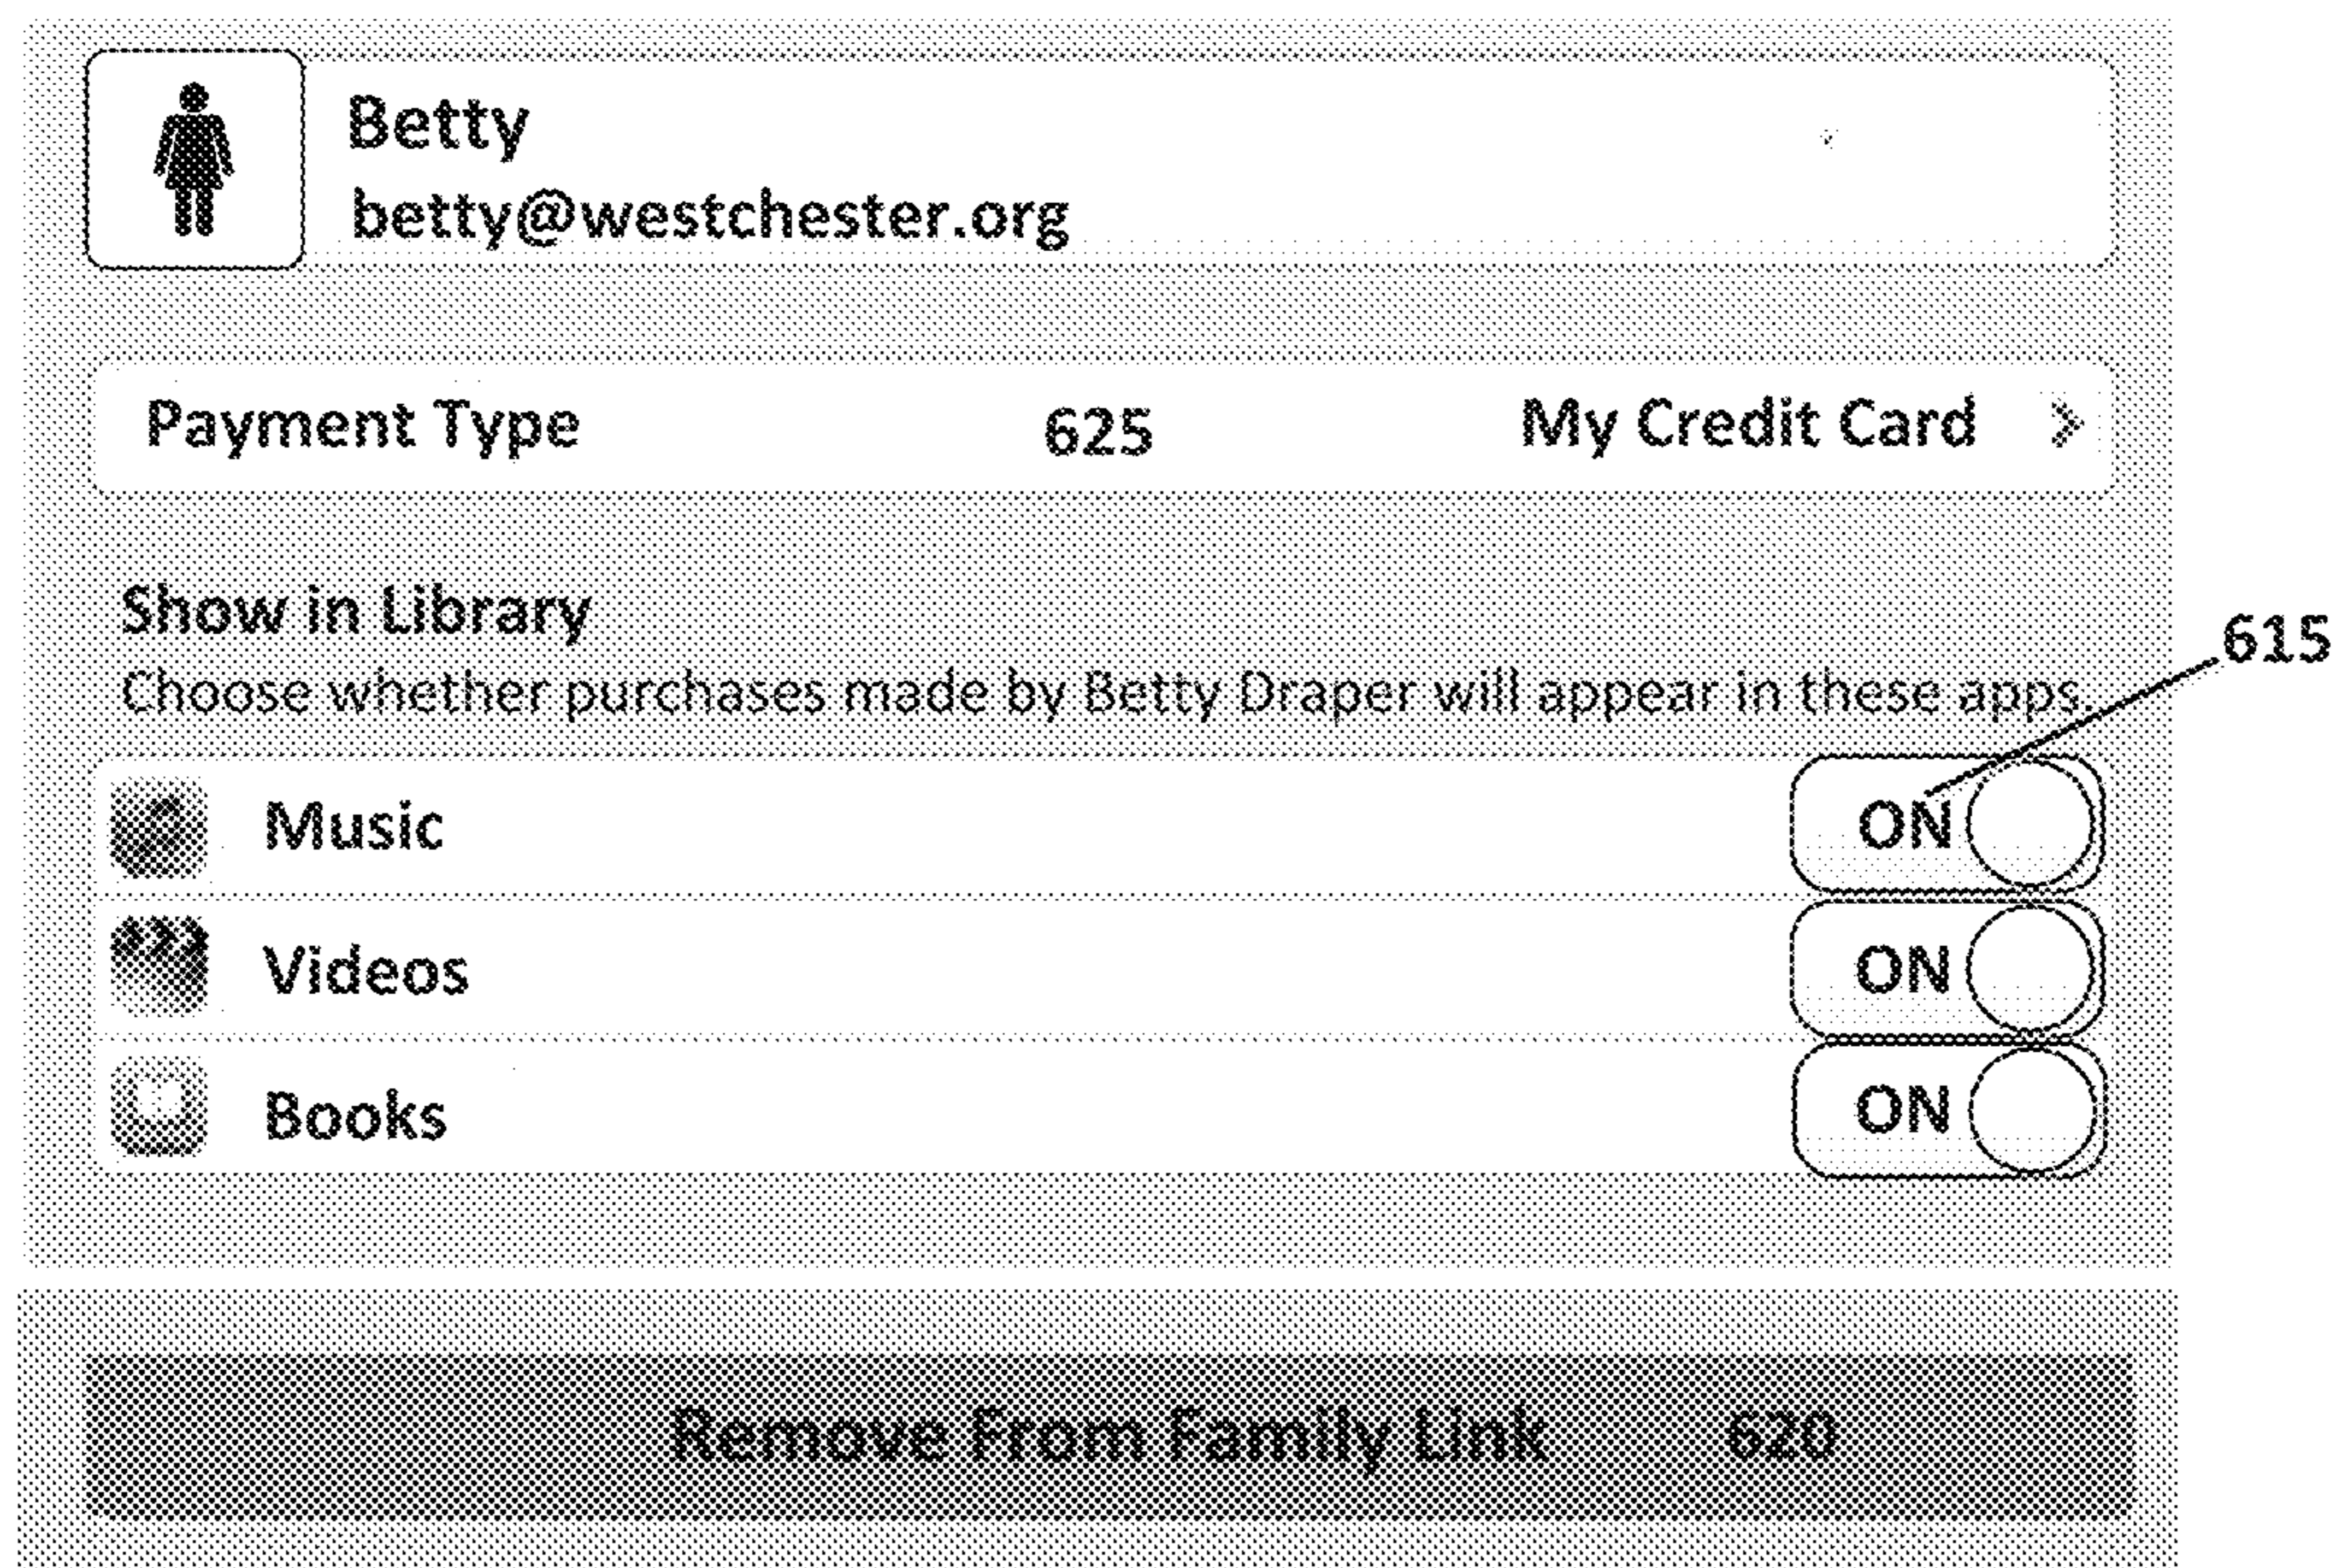 Betty
betty@westchester.org
Payment Type 625 My Credit Card >
Show in Library
615
Choose whether purchases made by Betty Draper will appear in these apps.
Music ON
Videos ON
Books ON
Remove From Family Link 620